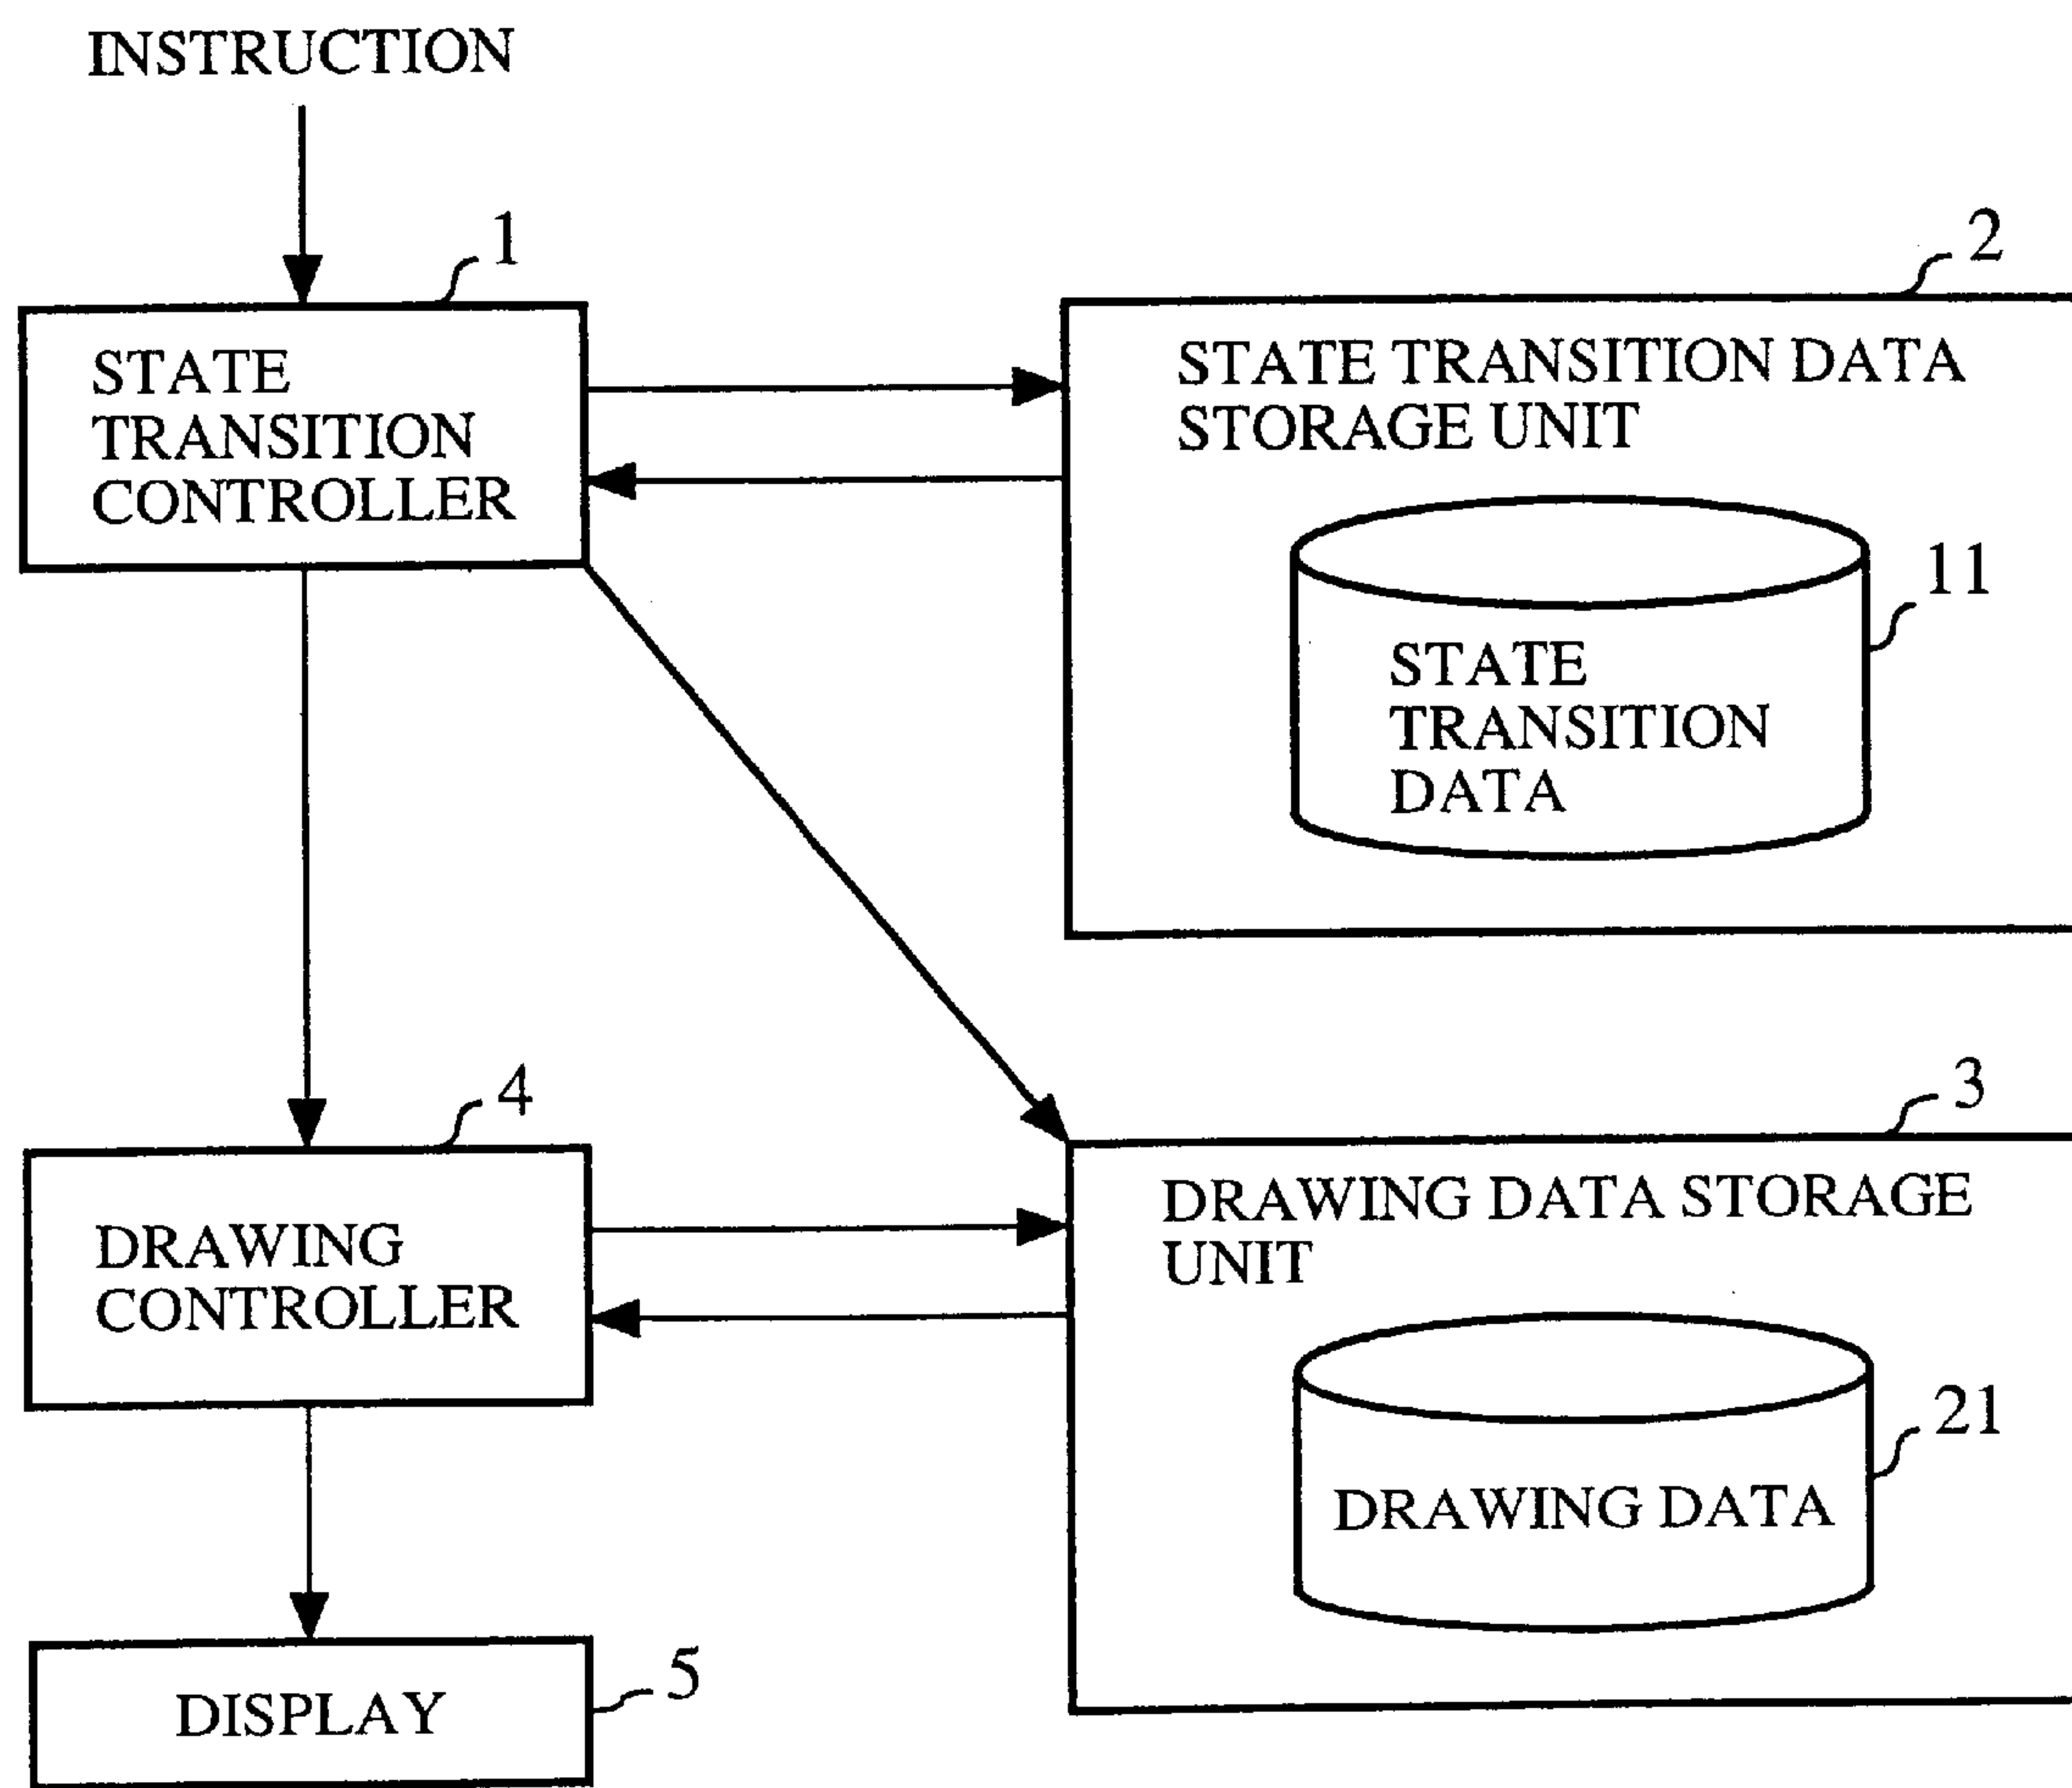 INSTRUCTION
1
STATE
TRANSITION
CONTROLLER
2
STATE TRANSITION DATA
STORAGE UNIT
11
STATE
TRANSITION
DATA
4
DRAWING
CONTROLLER
3
DRAWING DATA STORAGE
UNIT
21
DRAWING DATA
5
DISPLAY